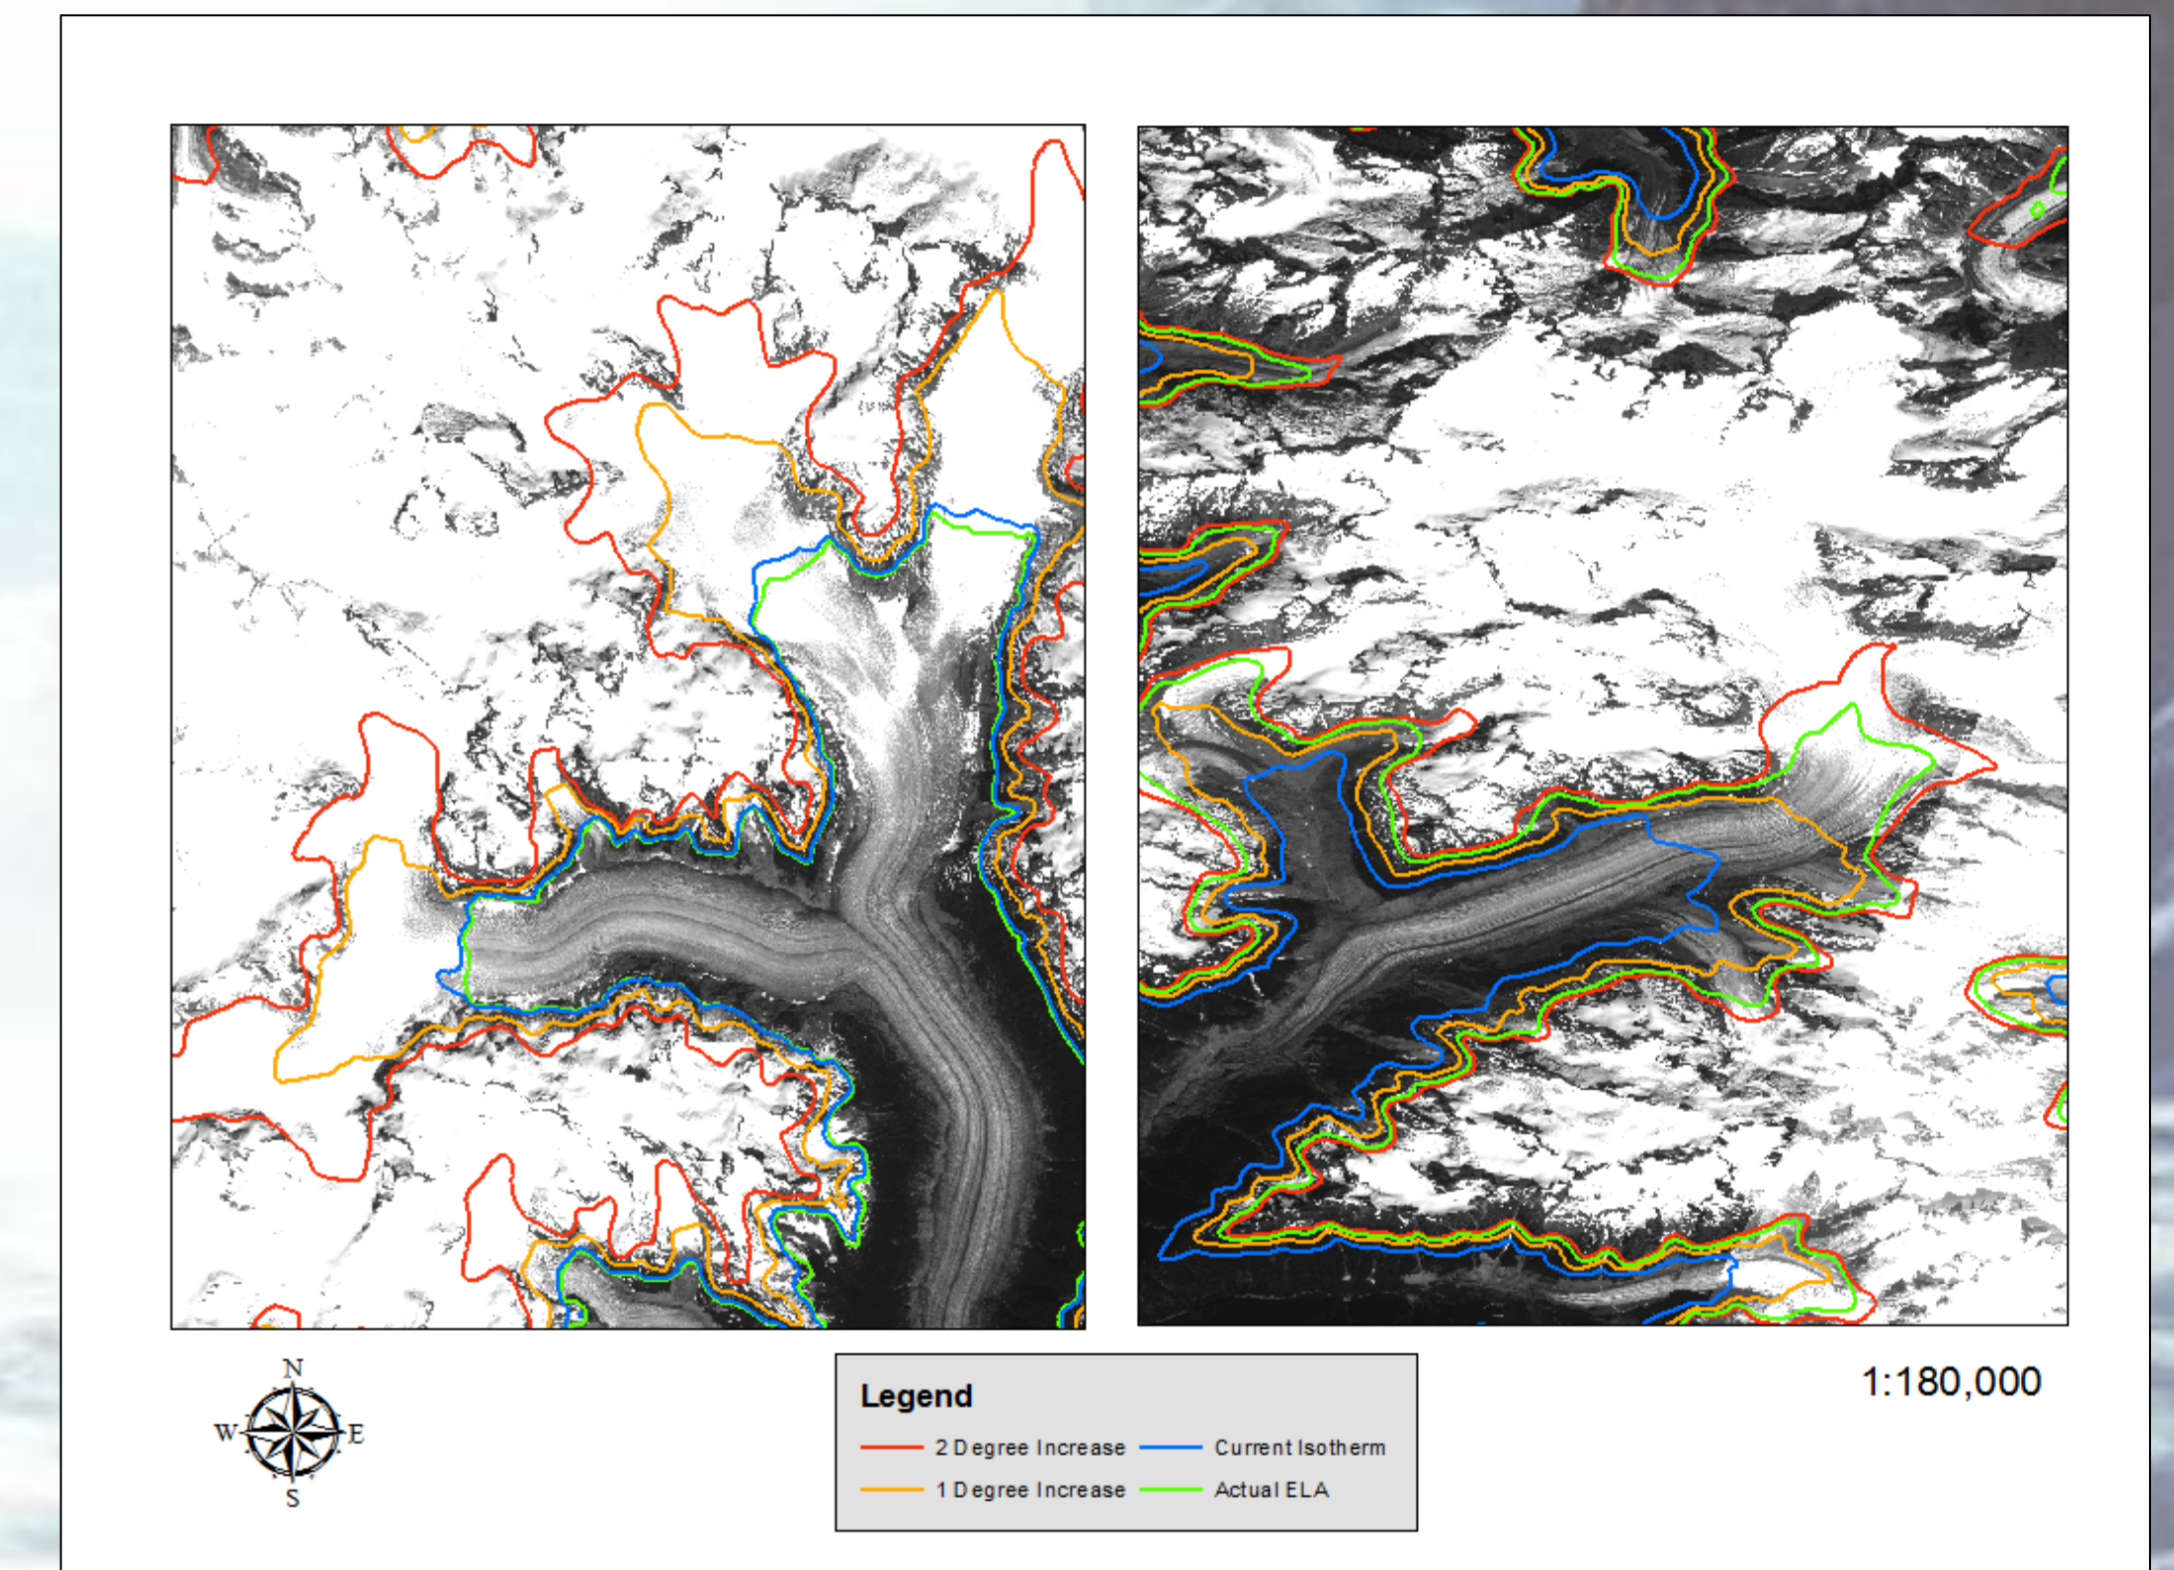 N
W E
S
Legend
2 Degree Increase Current Isotherm
1 Degree Increase Actual ELA
1:180,000